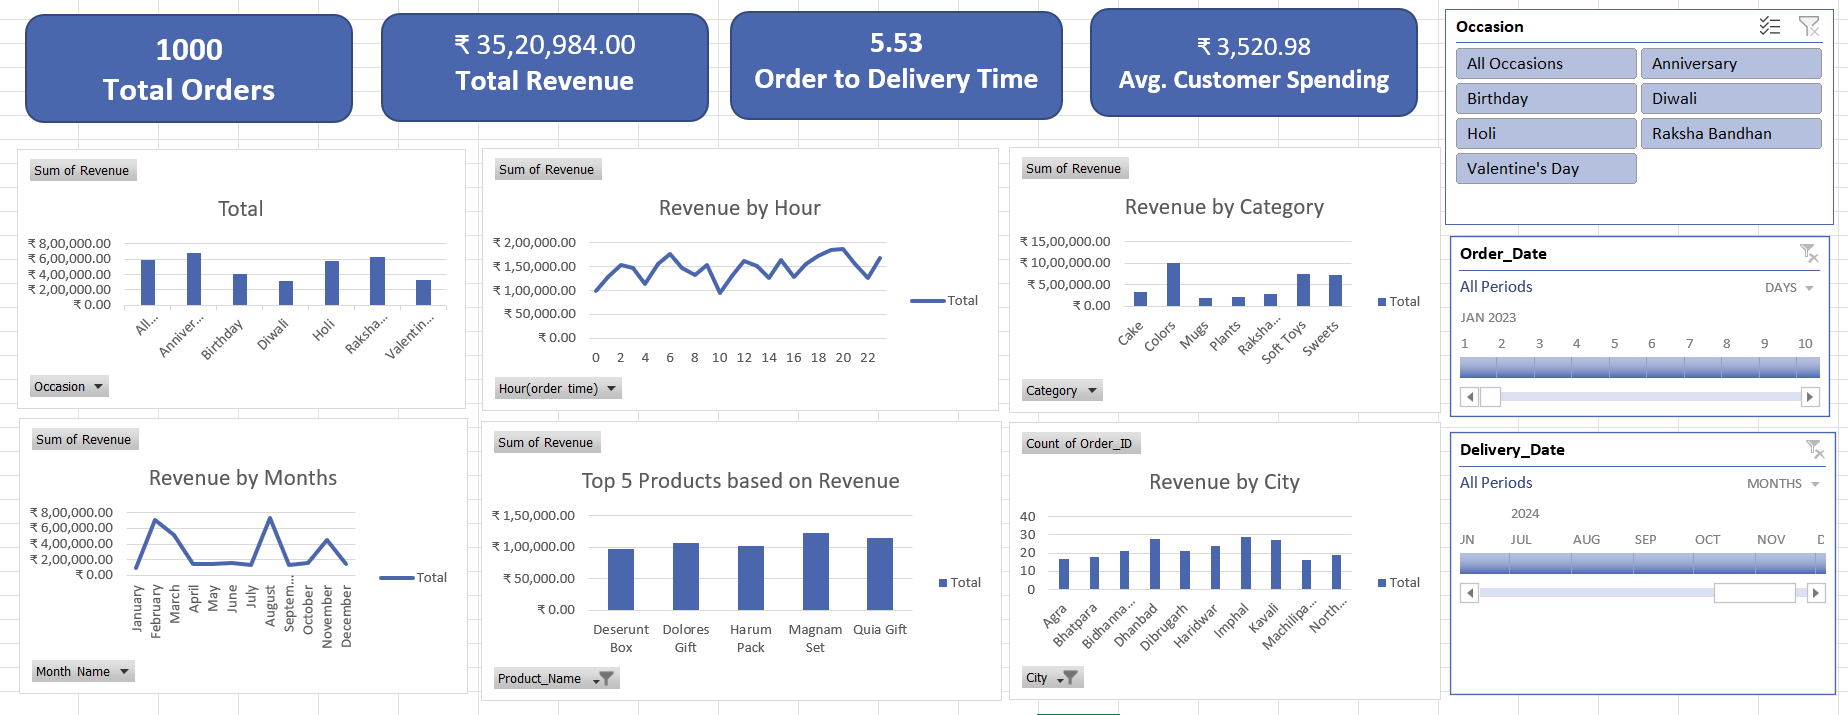 1000
Total Orders
₹ 35,20,984.00
Total Revenue
5.53
Order to Delivery Time
₹ 3,520.98
Avg. Customer Spending
Occasion
All Occasions
Anniversary
Birthday
Diwali
Holi
Raksha Bandhan
Valentine's Day
Sum of Revenue
Total
₹ 8,00,000.00
₹ 6,00,000.00
₹ 4,00,000.00
₹ 2,00,000.00
₹ 0.00
All...
Anniver...
Birthday
Diwali
Holi
Raksha...
Valentin...
Occasion
Sum of Revenue
Revenue by Hour
₹ 2,00,000.00
₹ 1,50,000.00
₹ 1,00,000.00
₹ 50,000.00
₹ 0.00
0 2 4 6 8 10 12 14 16 18 20 22
Total
Hour(order time)
Sum of Revenue
Revenue by Category
₹ 15,00,000.00
₹ 10,00,000.00
₹ 5,00,000.00
₹ 0.00
Cake
Colors
Mugs
Plants
Raksha...
Soft Toys
Sweets
Total
Category
Order_Date
All Periods
DAYS
JAN 2023
1 2 3 4 5 6 7 8 9 10
Sum of Revenue
Revenue by Months
₹ 8,00,000.00
₹ 6,00,000.00
₹ 4,00,000.00
₹ 2,00,000.00
₹ 0.00
January
February
March
April
May
June
July
August
Septem...
October
November
December
Total
Month Name
Sum of Revenue
Top 5 Products based on Revenue
₹ 1,50,000.00
₹ 1,00,000.00
₹ 50,000.00
₹ 0.00
Deserunt Box
Dolores Gift
Harum Pack
Magnam Set
Quia Gift
Total
Product_Name
Count of Order_ID
Revenue by City
40
30
20
10
0
Agra
Bhatpara
Bidhanna...
Dhanbad
Dibrugarh
Haridwar
Imphal
Kavali
Machilipa...
North...
Total
City
Delivery_Date
All Periods
MONTHS
2024
JN JUL AUG SEP OCT NOV D